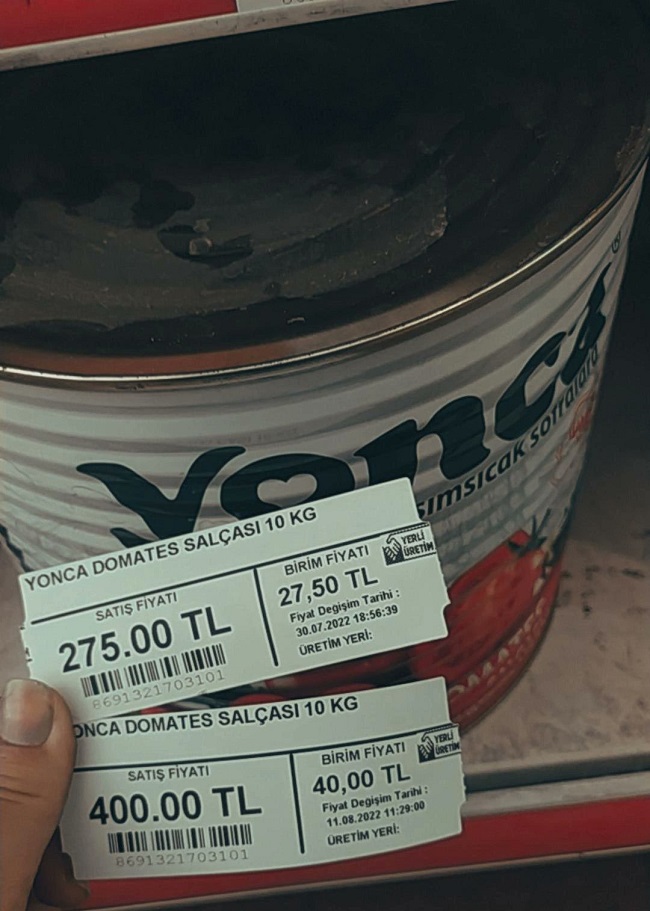 Yonca
sımsıcak sofralara
YONCA DOMATES SALÇASI 10 KG
SATIŞ FİYATI
275.00 TL
8691321703101
BİRİM FİYATI
27,50 TL
Fiyat Değişim Tarihi :
30.07.2022 18:56:39
ÜRETİM YERİ:
YERLİ
ÜRETİM
ONCA DOMATES SALÇASI 10 KG
SATIŞ FİYATI
400.00 TL
8691321703101
BİRİM FİYATI
40,00 TL
Fiyat Değişim Tarihi :
11.08.2022 11:29:00
ÜRETİM YERİ:
YERLİ
ÜRETİM